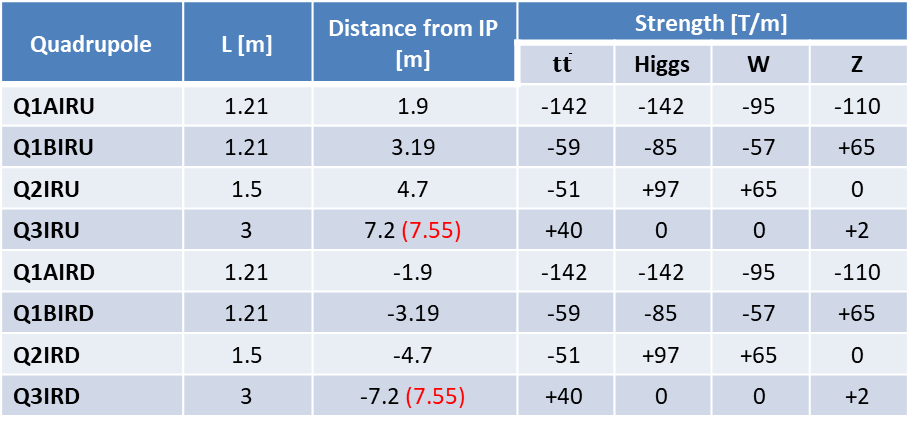 Quadrupole L [m] Distance from IP [m] Strength [T/m]
tt Higgs W Z
Q1AIRU 1.21 1.9 -142 -142 -95 -110
Q1BIRU 1.21 3.19 -59 -85 -57 +65
Q2IRU 1.5 4.7 -51 +97 +65 0
Q3IRU 3 7.2 (7.55) +40 0 0 +2
Q1AIRD 1.21 -1.9 -142 -142 -95 -110
Q1BIRD 1.21 -3.19 -59 -85 -57 +65
Q2IRD 1.5 -4.7 -51 +97 +65 0
Q3IRD 3 -7.2 (7.55) +40 0 0 +2